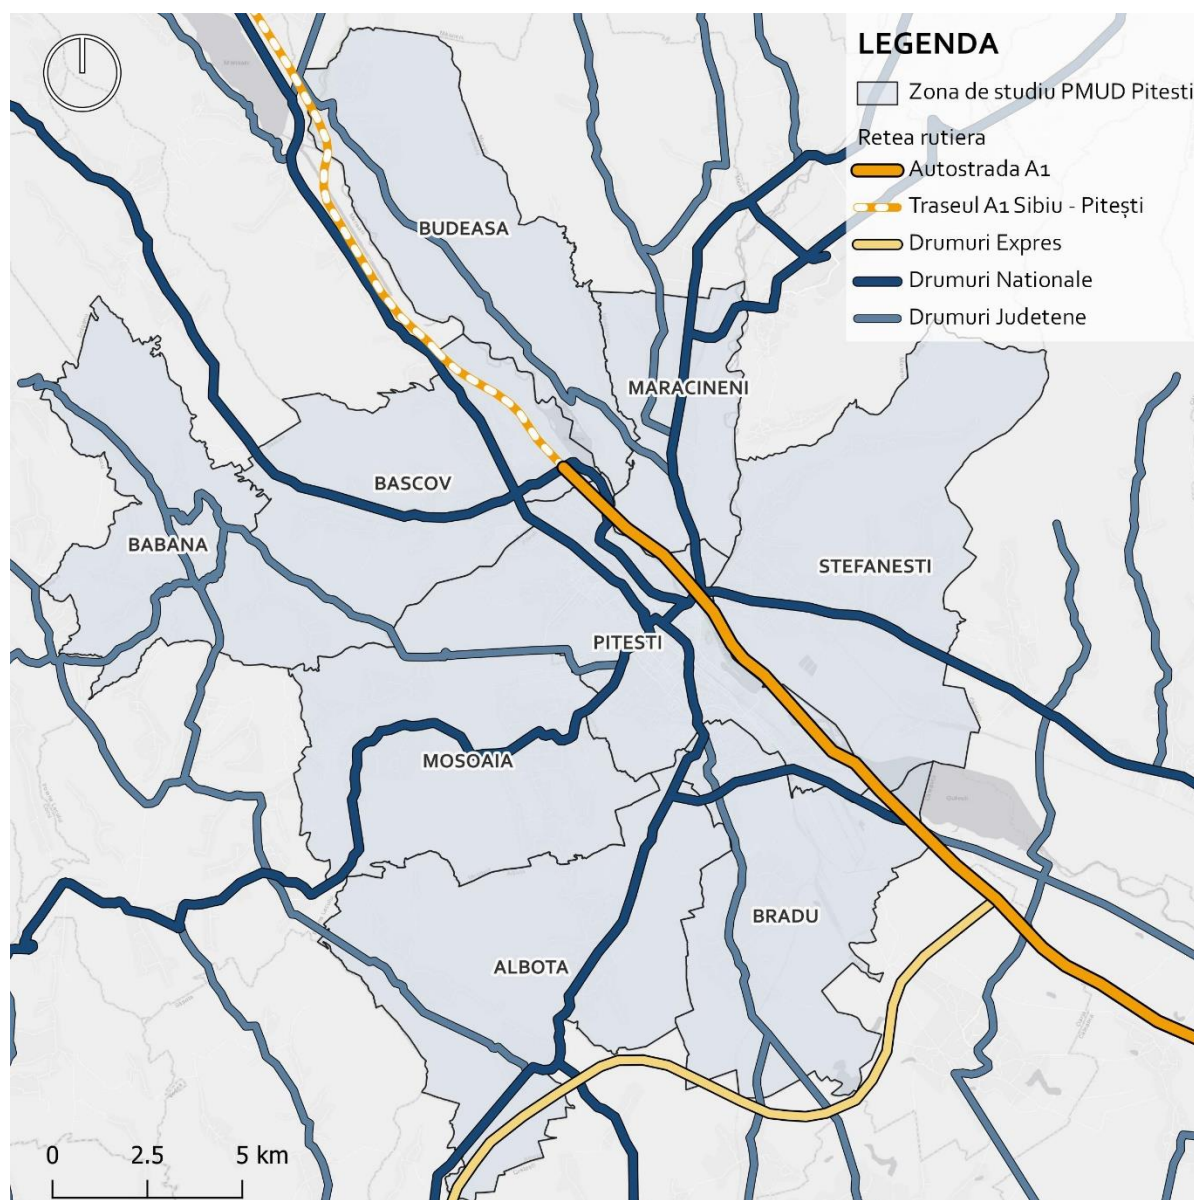 LEGENDA
Zona de studiu PMUD Pitesti
Retea rutiera
Autostrada A1
Traseul A1 Sibiu - Pitești
Drumuri Expres
Drumuri Nationale
Drumuri Judetene
BUDEASA
MARACINENI
BASCOV
BABANA
STEFANESTI
PITESTI
MOSOAIA
BRADU
ALBOTA
0 2.5 5 km